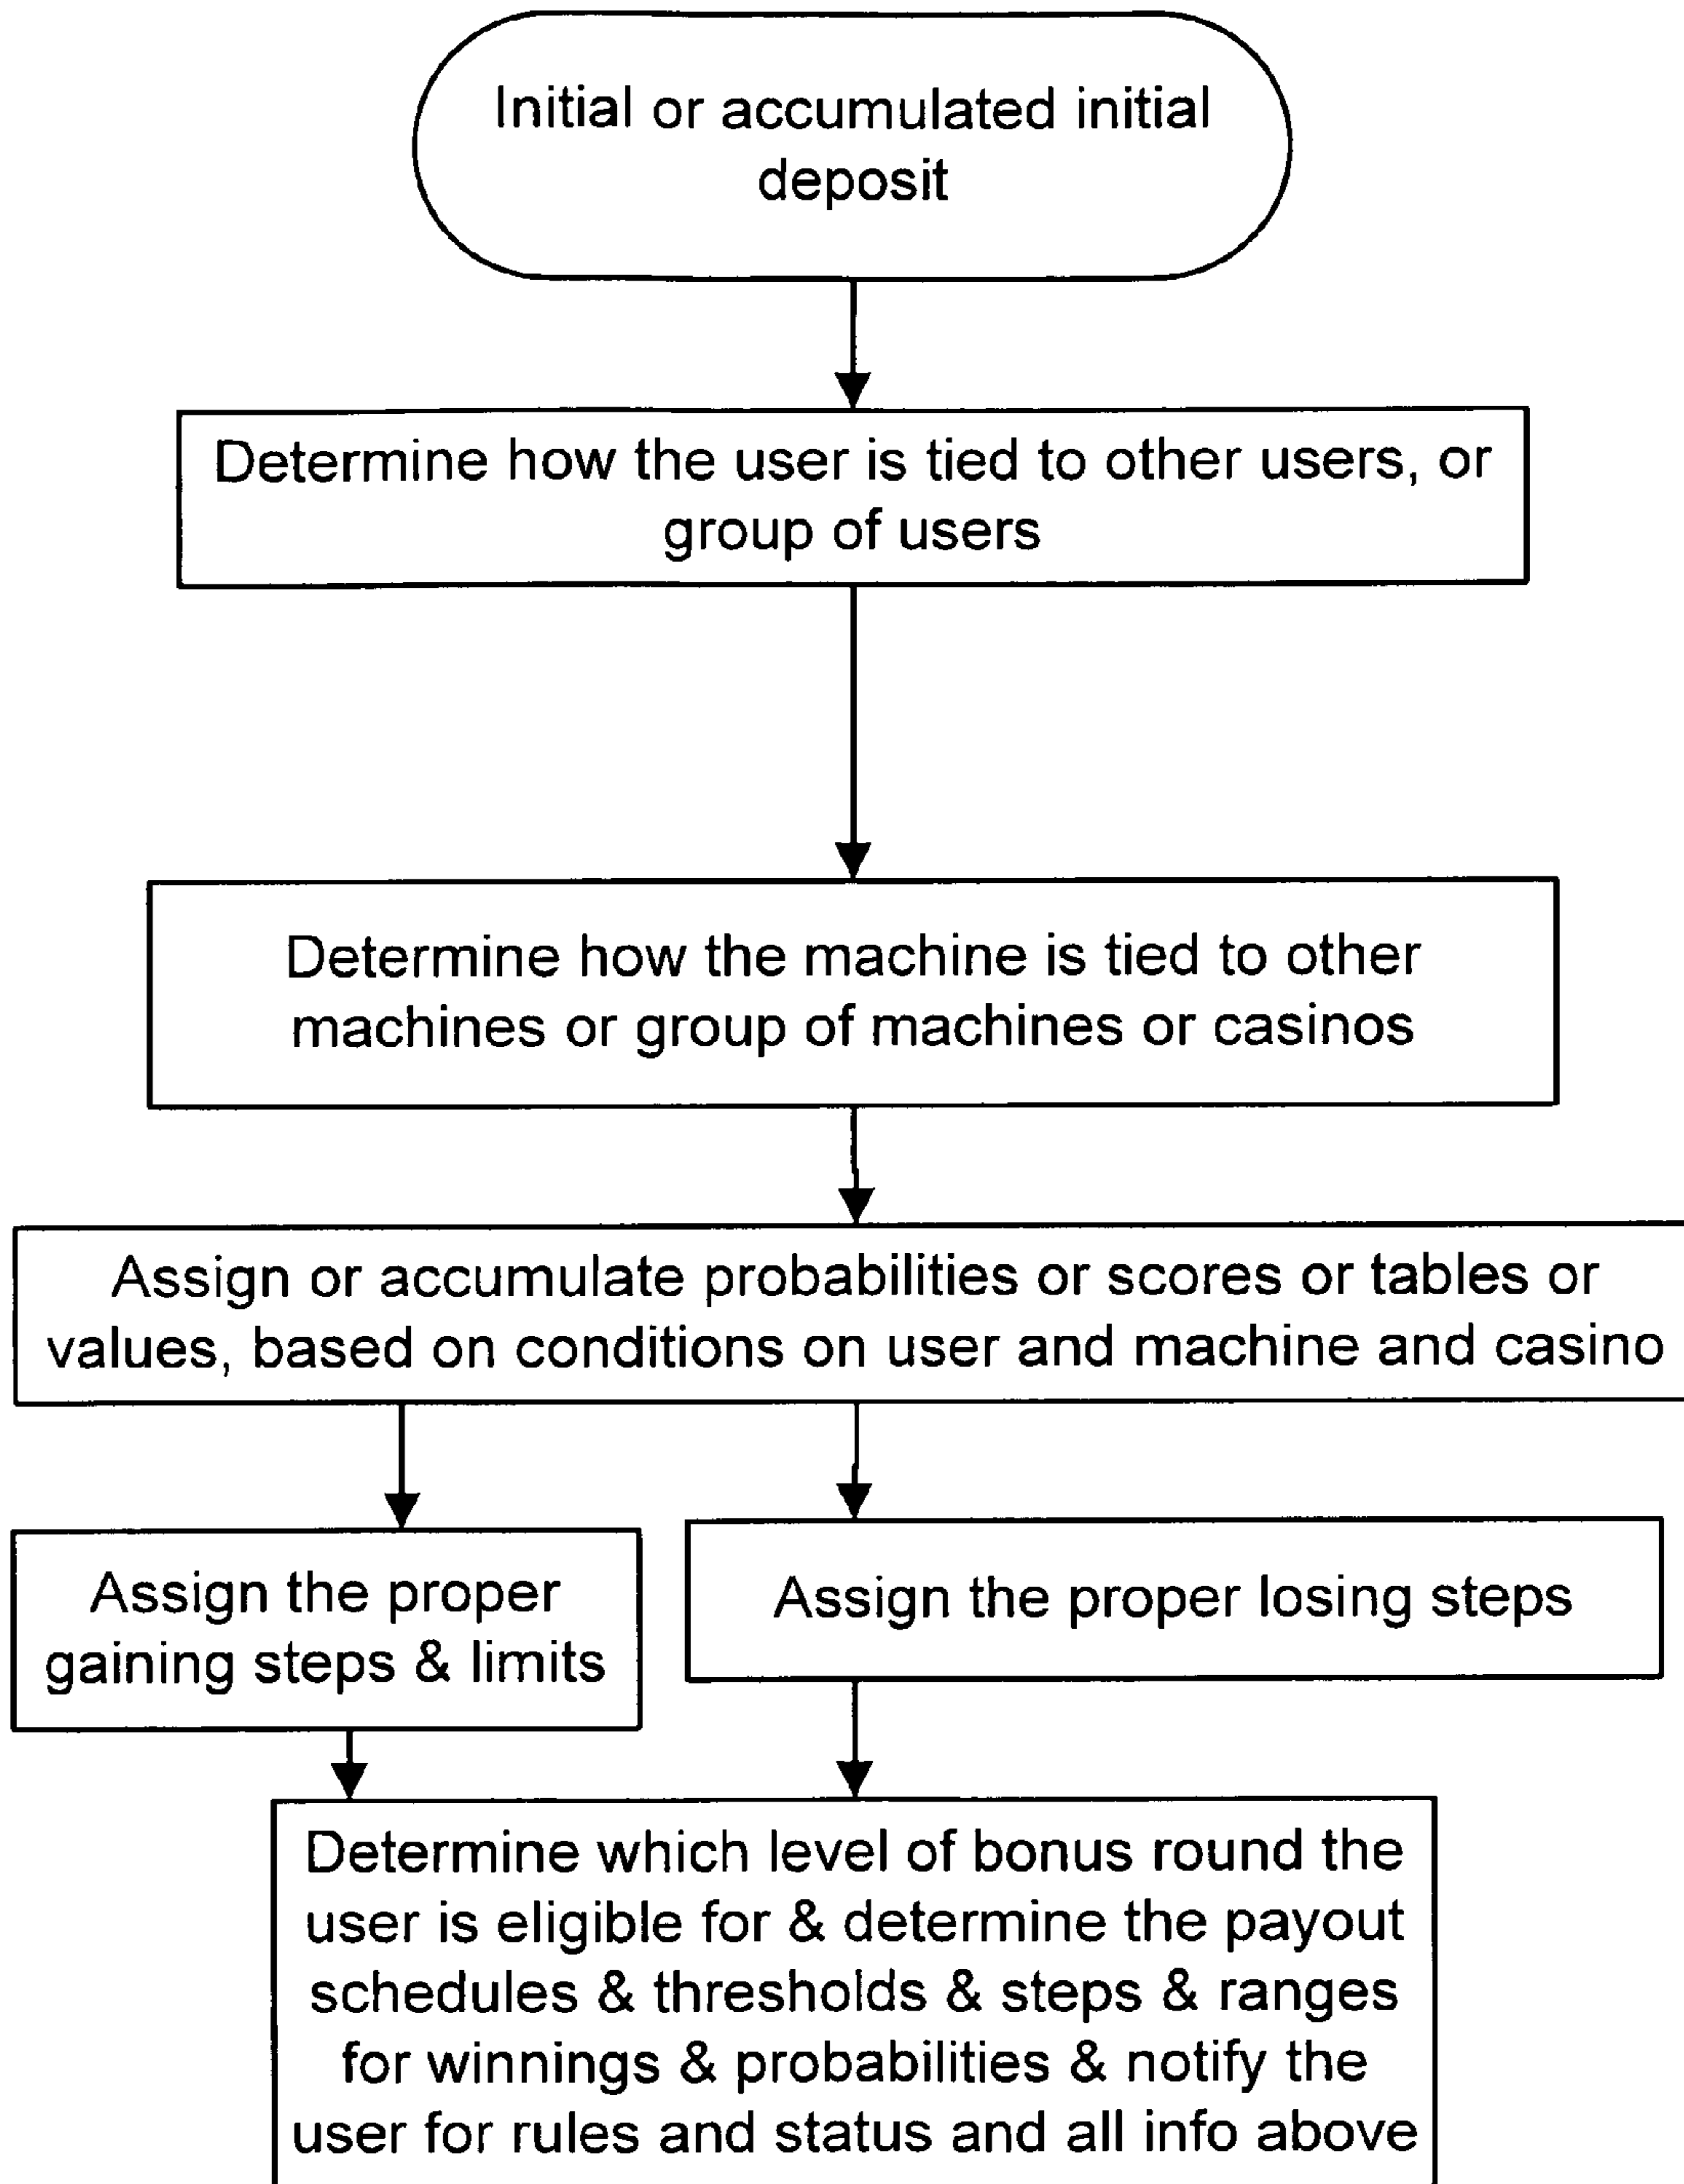 Initial or accumulated initial
deposit
Determine how the user is tied to other users, or
group of users
Determine how the machine is tied to other
machines or group of machines or casinos
Assign or accumulate probabilities or scores or tables or
values, based on conditions on user and machine and casino
Assign the proper
gaining steps & limits
Assign the proper losing steps
Determine which level of bonus round the
user is eligible for & determine the payout
schedules & thresholds & steps & ranges
for winnings & probabilities & notify the
user for rules and status and all info above